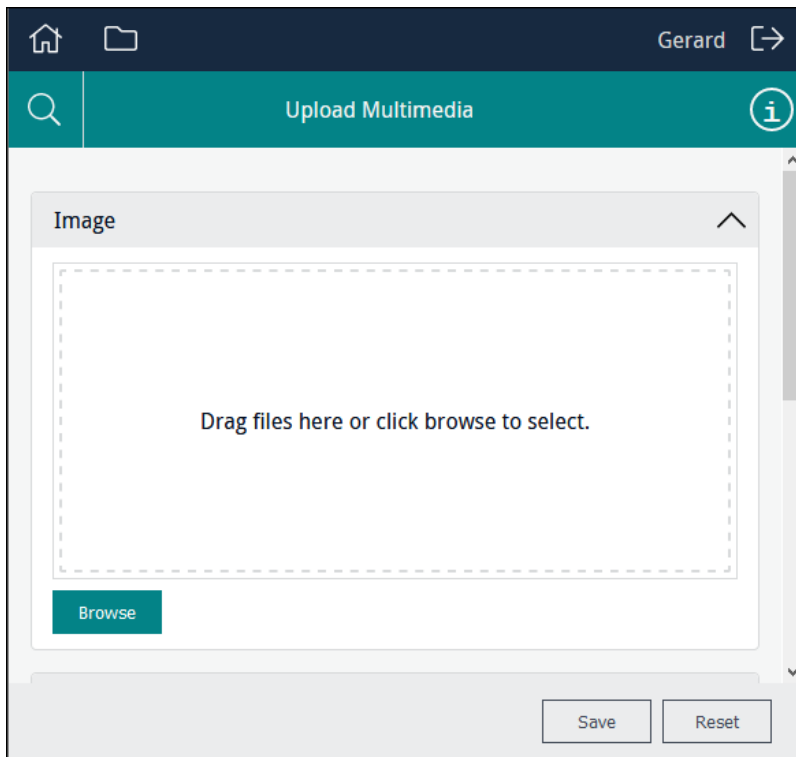 Gerard
Upload Multimedia
i
Image
Drag files here or click browse to select.
Browse
Save
Reset